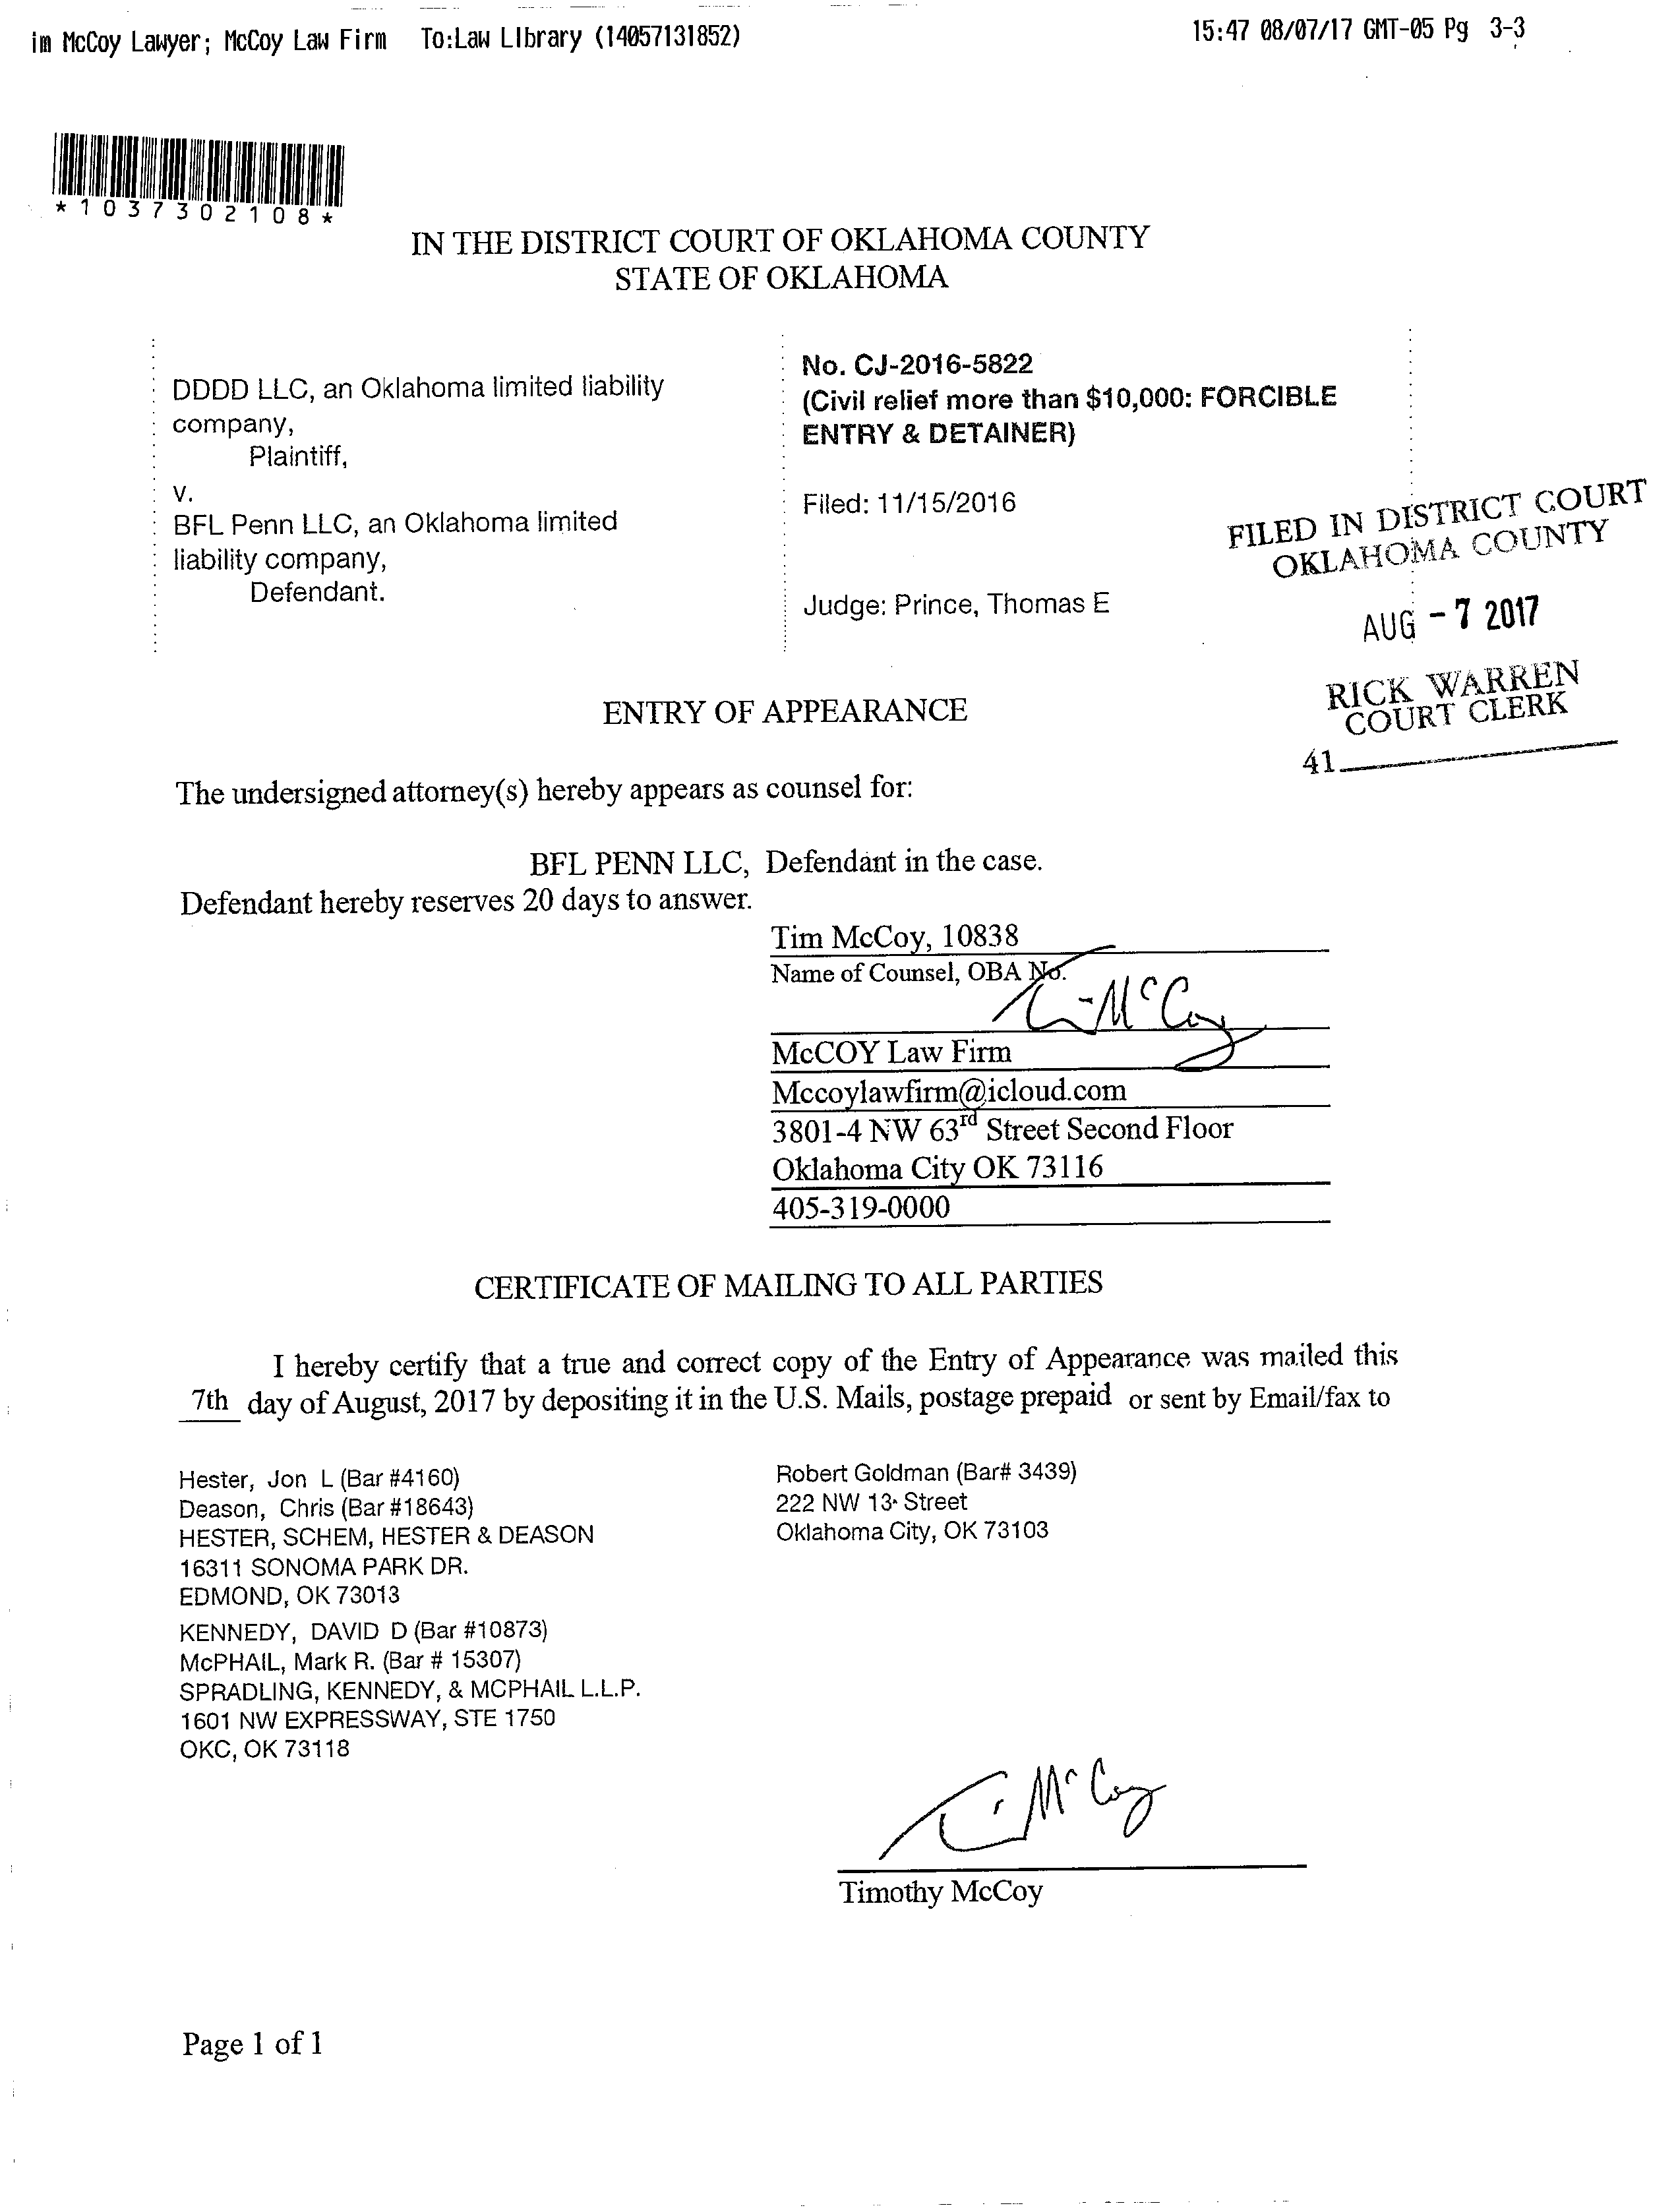 im McCoy Lawyer; McCoy Law Firm To:Law LIbrary (14057131852) 15:47 08/07/17 GMT-05 Pg 3-3
*1037302108*
IN THE DISTRICT COURT OF OKLAHOMA COUNTY
STATE OF OKLAHOMA
DDDD LLC, an Oklahoma limited liability
company,
Plaintiff,
v.
BFL Penn LLC, an Oklahoma limited
liability company,
Defendant.
No. CJ-2016-5822
(Civil relief more than $10,000: FORCIBLE
ENTRY & DETAINER)
Filed: 11/15/2016
Judge: Prince, Thomas E
FILED IN DISTRICT COURT
OKLAHOMA COUNTY
AUG - 7 2017
RICK WARREN
COURT CLERK
41
ENTRY OF APPEARANCE
The undersigned attorney(s) hereby appears as counsel for:
BFL PENN LLC, Defendant in the case.
Defendant hereby reserves 20 days to answer.
Tim McCoy, 10838
Name of Counsel, OBA No.
Tim McCoy
McCOY Law Firm
Mccoylawfirm@icloud.com
3801-4 NW 63rd Street Second Floor
Oklahoma City OK 73116
405-319-0000
CERTIFICATE OF MAILING TO ALL PARTIES
I hereby certify that a true and correct copy of the Entry of Appearance was mailed this
7th day of August, 2017 by depositing it in the U.S. Mails, postage prepaid or sent by Email/fax to
Hester, Jon L (Bar #4160)
Deason, Chris (Bar #18643)
HESTER, SCHEM, HESTER & DEASON
16311 SONOMA PARK DR.
EDMOND, OK 73013
KENNEDY, DAVID D (Bar #10873)
McPHAIL, Mark R. (Bar # 15307)
SPRADLING, KENNEDY, & MCPHAIL L.L.P.
1601 NW EXPRESSWAY, STE 1750
OKC, OK 73118
Robert Goldman (Bar# 3439)
222 NW 13 Street
Oklahoma City, OK 73103
Tim McCoy
Timothy McCoy
Page 1 of 1